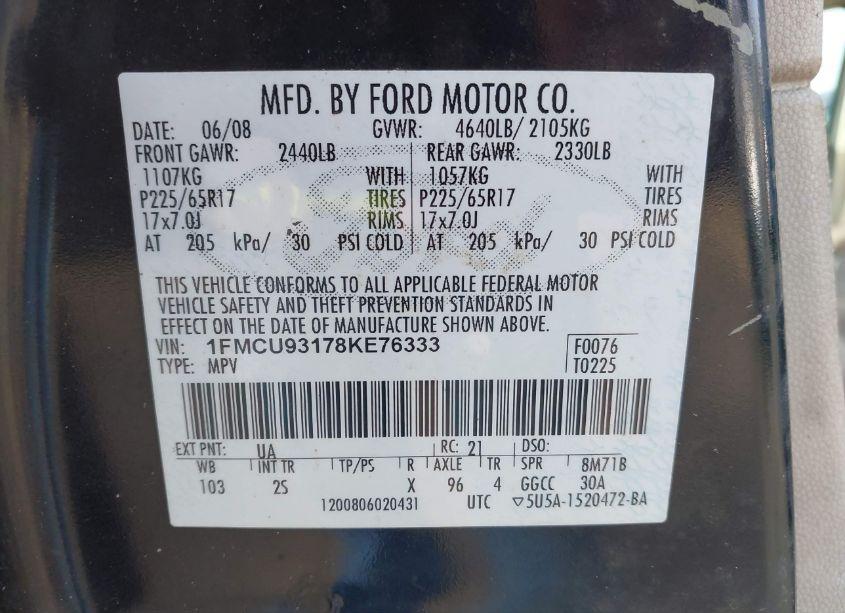 MFD. BY FORD MOTOR CO.
DATE: 06/08 GVWR: 4640LB/ 2105KG
FRONT GAWR: 2440LB REAR GAWR: 2330LB
1107KG WITH 1057KG WITH
P225/65R17 TIRES P225/65R17 TIRES
17x7.0J RIMS 17x7.0J RIMS
AT 205 kPa/ 30 PSI COLD AT 205 kPa/ 30 PSI COLD
THIS VEHICLE CONFORMS TO ALL APPLICABLE FEDERAL MOTOR
VEHICLE SAFETY AND THEFT PREVENTION STANDARDS IN
EFFECT ON THE DATE OF MANUFACTURE SHOWN ABOVE.
VIN: 1FMCU93178KE76333 F0076
TYPE: MPV T0225
EXT PNT: UA RC: 21 DSO:
WB INT TR TP/PS R AXLE TR SPR 8M71B
103 2S X 96 4 GGCC 30A
1200806020431 UTC ▽5U5A-1520472-BA